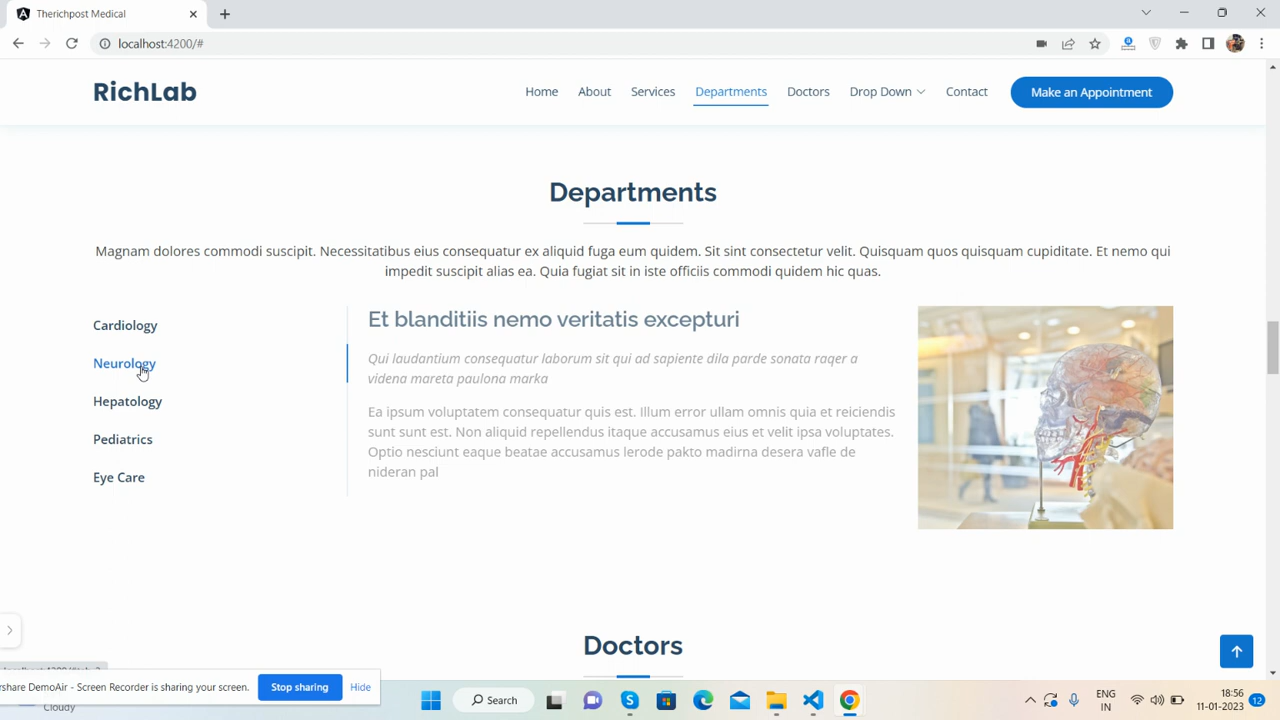 Therichpost Medical
localhost:4200/#
RichLab
Home
About
Services
Departments
Doctors
Drop Down
Contact
Make an Appointment
Departments
Magnam dolores commodi suscipit. Necessitatibus eius consequatur ex aliquid fuga eum quidem. Sit sint consectetur velit. Quisquam quos quisquam cupiditate. Et nemo qui
impedit suscipit alias ea. Quia fugiat sit in iste officiis commodi quidem hic quas.
Cardiology
Neurology
Hepatology
Pediatrics
Eye Care
Et blanditiis nemo veritatis excepturi
Qui laudantium consequatur laborum sit qui ad sapiente dila parde sonata raqer a
videna mareta paulona marka
Ea ipsum voluptatem consequatur quis est. Illum error ullam omnis quia et reiciendis
sunt sunt est. Non aliquid repellendus itaque accusamus eius et velit ipsa voluptates.
Optio nesciunt eaque beatae accusamus lerode pakto madirna desera vafle de
nideran pal
Doctors
share DemoAir - Screen Recorder is sharing your screen.
Stop sharing
Hide
Cloudy
Search
ENG
IN
18:56
11-01-2023
12